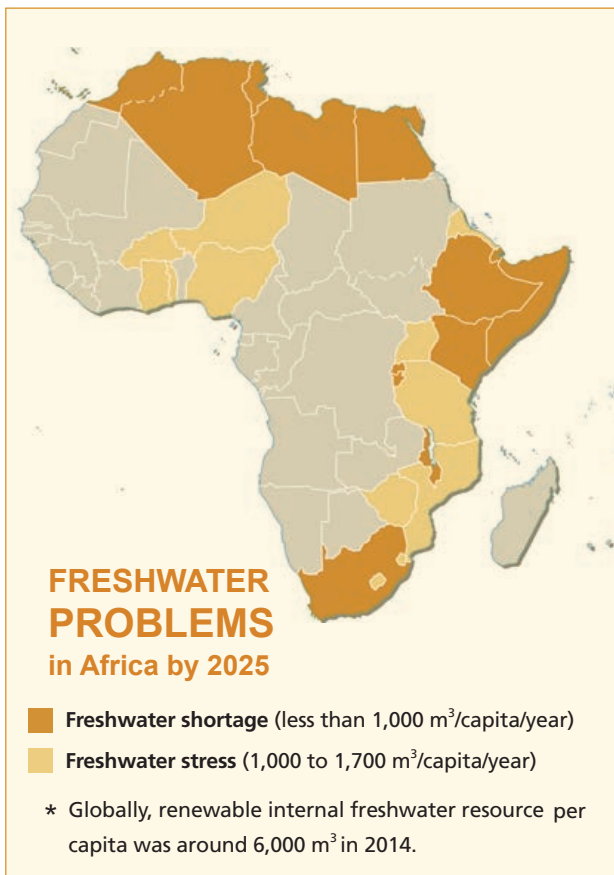 FRESHWATER
PROBLEMS
in Africa by 2025
Freshwater shortage (less than 1,000 m³/capita/year)
Freshwater stress (1,000 to 1,700 m³/capita/year)
* Globally, renewable internal freshwater resource per
capita was around 6,000 m³ in 2014.